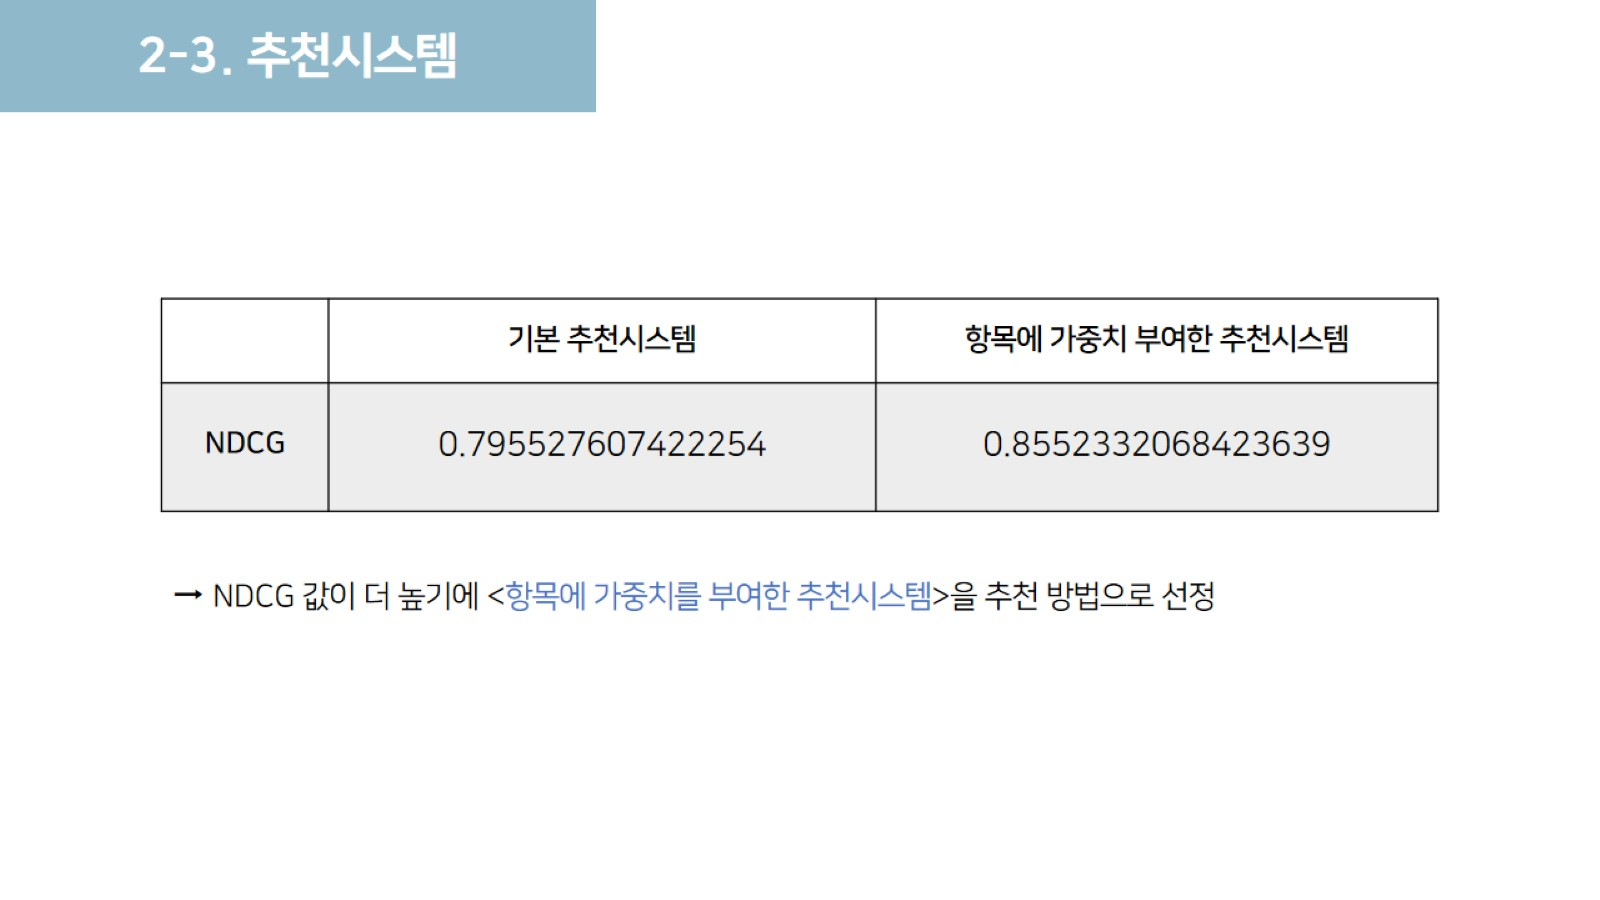 2-3. 추천시스템
기본 추천시스템
항목에 가중치 부여한 추천시스템
NDCG
0.795527607422254
0.8552332068423639
→ NDCG 값이 더 높기에 <항목에 가중치를 부여한 추천시스템>을 추천 방법으로 선정